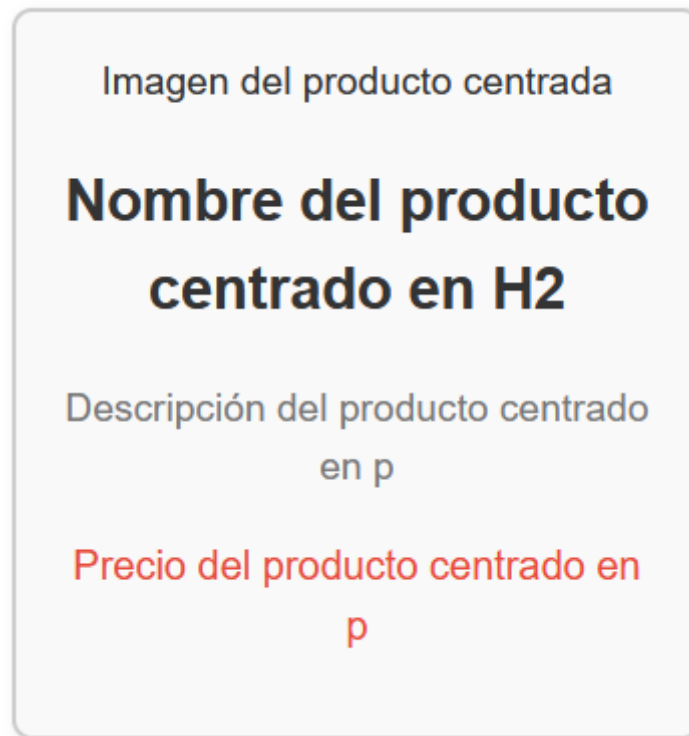 Imagen del producto centrada
Nombre del producto
centrado en H2
Descripción del producto centrado
en p
Precio del producto centrado en
p